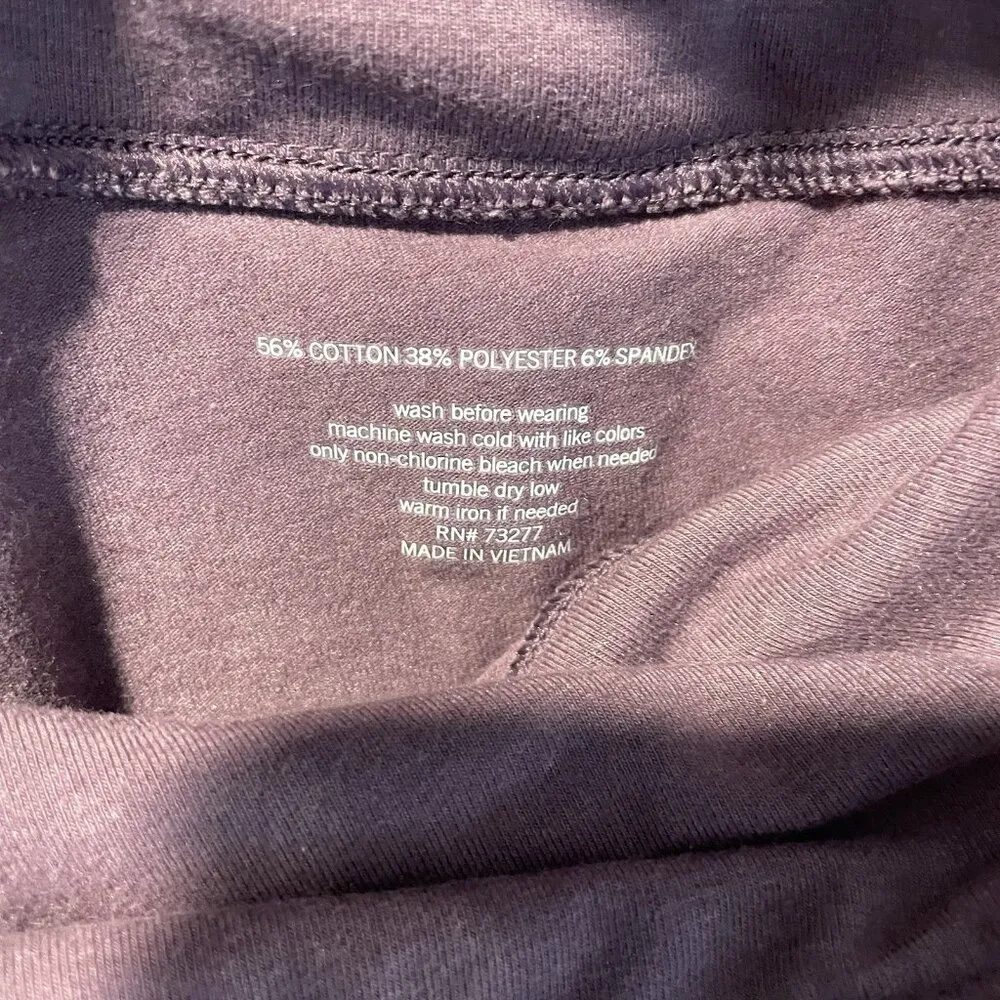 56% COTTON 38% POLYESTER 6% SPANDEX
wash before wearing
machine wash cold with like colors
only non-chlorine bleach when needed
tumble dry low
warm iron if needed
RN# 73277
MADE IN VIETNAM